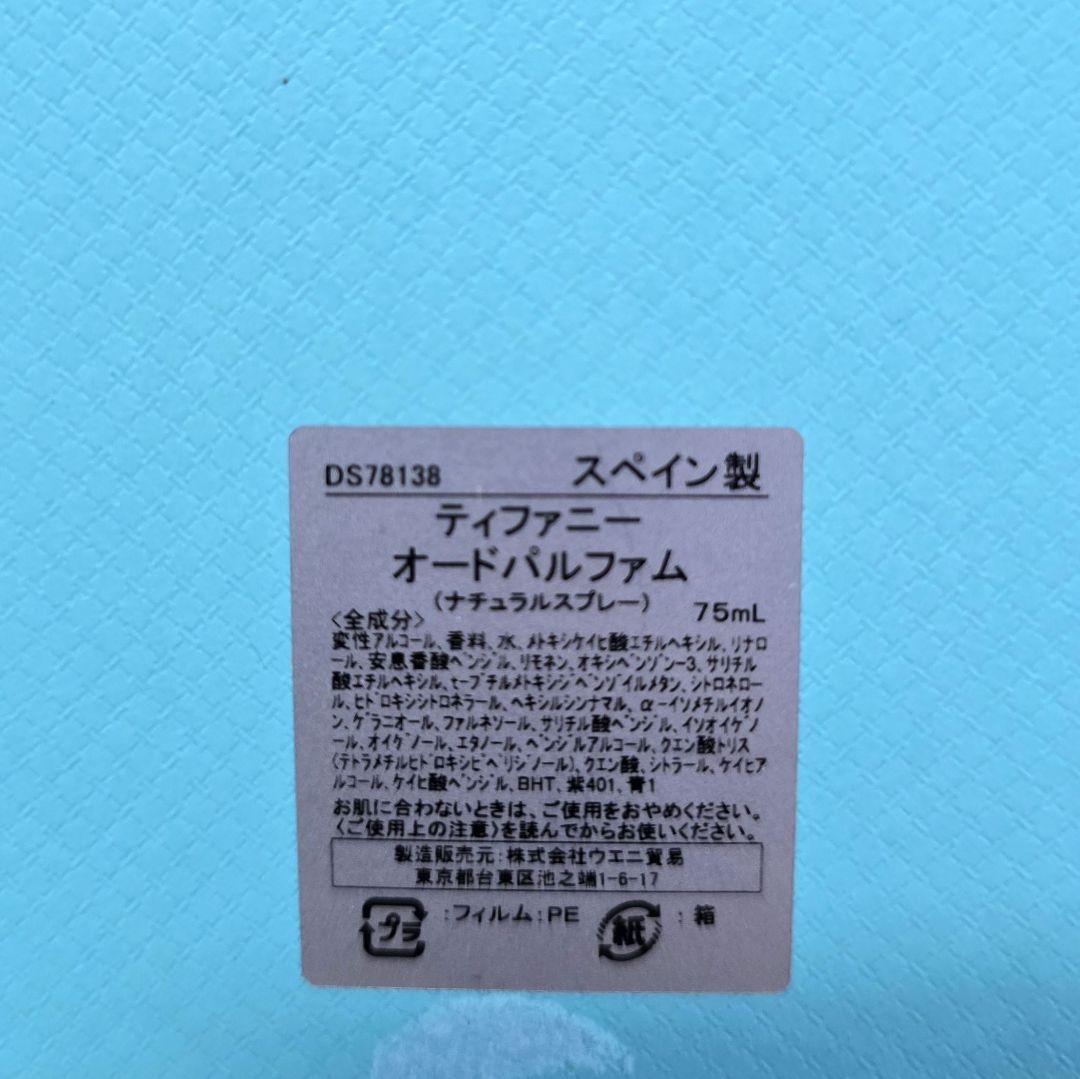 DS78138 スペイン製
ティファニー
オードパルファム
(ナチュラルスプレー) 75mL
<全成分>
変性アルコール、香料、水、メトキシケイヒ酸エチルヘキシル、リナロ
ール、安息香酸ベンジル、リモネン、オキシベンゾン-3、サリチル
酸エチルヘキシル、t-ブチルメトキシジベンゾイルメタン、シトロネロー
ル、ヒドロキシシトロネラール、ヘキシルシンナマル、α-イソメチルイオノ
ン、ゲラニオール、ファルネソール、サリチル酸ベンジル、イソオイゲノ
ール、オイゲノール、エタノール、ベンジルアルコール、クエン酸トリス
(テトラメチルヒドロキシピペリジノール)、クエン酸、シトラール、ケイヒア
ルコール、ケイヒ酸ベンジル、BHT、紫401、青1
お肌に合わないときは、ご使用をおやめください。
〈ご使用上の注意〉を読んでからお使いください。
製造販売元:株式会社ウエニ貿易
東京都台東区池之端1-6-17
プラ :フィルム:PE 紙 :箱